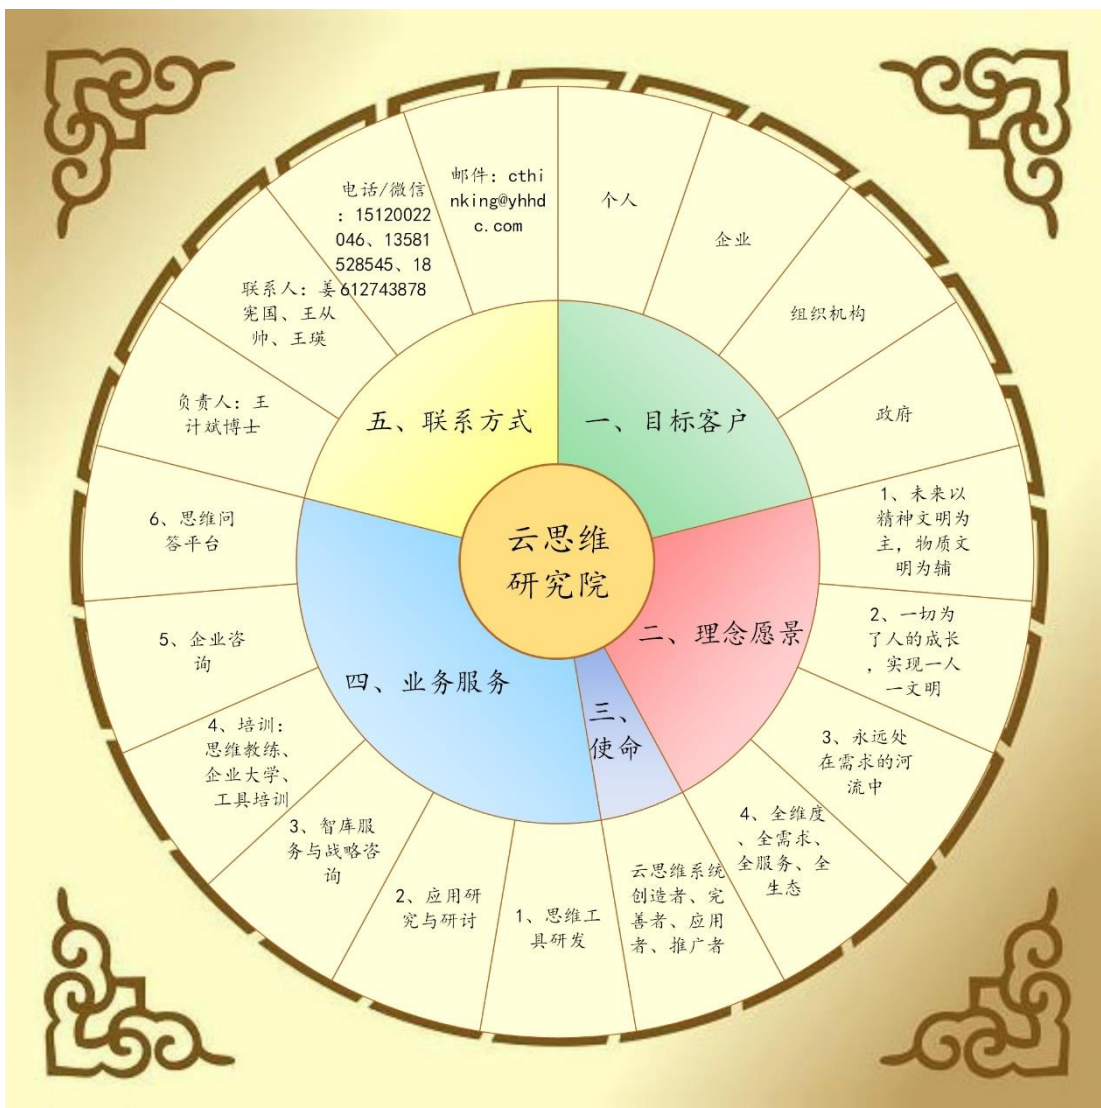 云思维
研究院
一、目标客户
个人
企业
组织机构
政府
二、理念愿景
1、未来以
精神文明为
主，物质文
明为辅
2、一切为
了人的成长
，实现一人
一文明
3、永远处
在需求的河
流中
4、全维度
、全需求、
全服务、全
生态
三、
使命
云思维系统
创造者、完
善者、应用
者、推广者
四、业务服务
1、思维工
具研发
2、应用研
究与研讨
3、智库服
务与战略咨
询
4、培训：
思维教练、
企业大学、
工具培训
5、企业咨
询
6、思维问
答平台
五、联系方式
负责人：王
计斌博士
联系人：姜
宪国、王从
帅、王瑛
电话/微信
：15120022
046、13581
528545、18
612743878
邮件：cthi
nking@yhhd
c.com